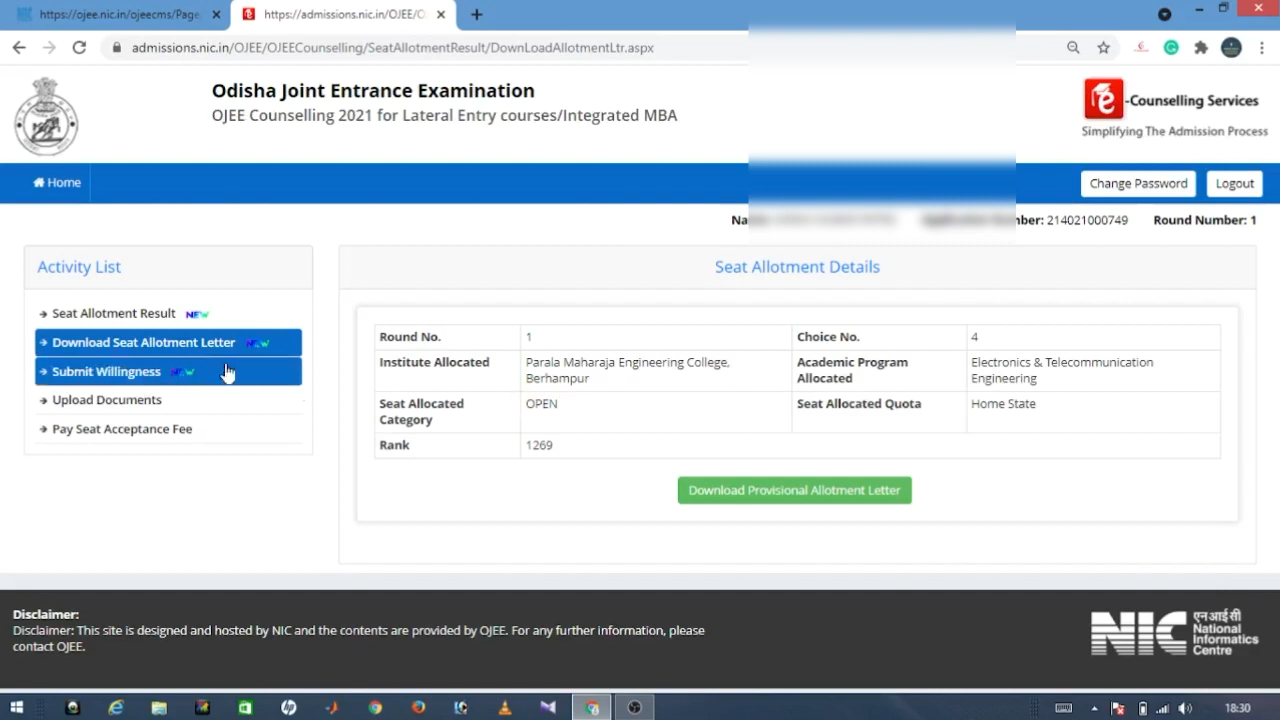 https://ojee.nic.in/ojeecms/Page
https://admissions.nic.in/OJEE/O
admissions.nic.in/OJEE/OJEECounselling/SeatAllotmentResult/DownLoadAllotmentLtr.aspx
Odisha Joint Entrance Examination
OJEE Counselling 2021 for Lateral Entry courses/Integrated MBA
e-Counselling Services
Simplifying The Admission Process
Home
Change Password
Logout
214021000749 Round Number: 1
Activity List
Seat Allotment Result NEW
Download Seat Allotment Letter NEW
Submit Willingness NEW
Upload Documents
Pay Seat Acceptance Fee
Seat Allotment Details
Round No. 1 Choice No. 4
Institute Allocated Parala Maharaja Engineering College, Berhampur Academic Program Allocated Electronics & Telecommunication Engineering
Seat Allocated Category OPEN Seat Allocated Quota Home State
Rank 1269
Download Provisional Allotment Letter
Disclaimer:
Disclaimer: This site is designed and hosted by NIC and the contents are provided by OJEE. For any further information, please
contact OJEE.
NIC
एनआईसी
National
Informatics
Centre
18:30